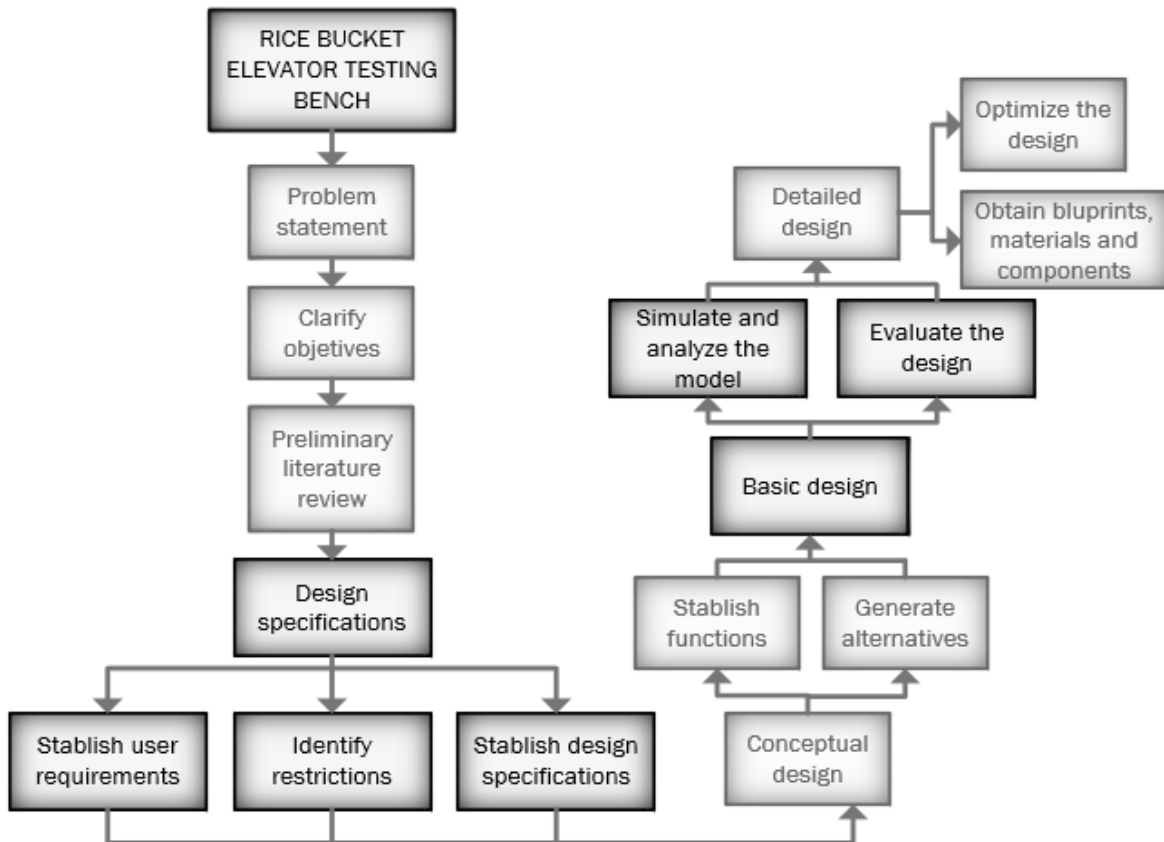 RICE BUCKET
ELEVATOR TESTING
BENCH
Problem
statement
Clarify
objetives
Preliminary
literature
review
Design
specifications
Stablish user
requirements
Identify
restrictions
Stablish design
specifications
Conceptual
design
Stablish
functions
Generate
alternatives
Basic design
Simulate and
analyze the
model
Evaluate the
design
Detailed
design
Optimize the
design
Obtain bluprints,
materials and
components